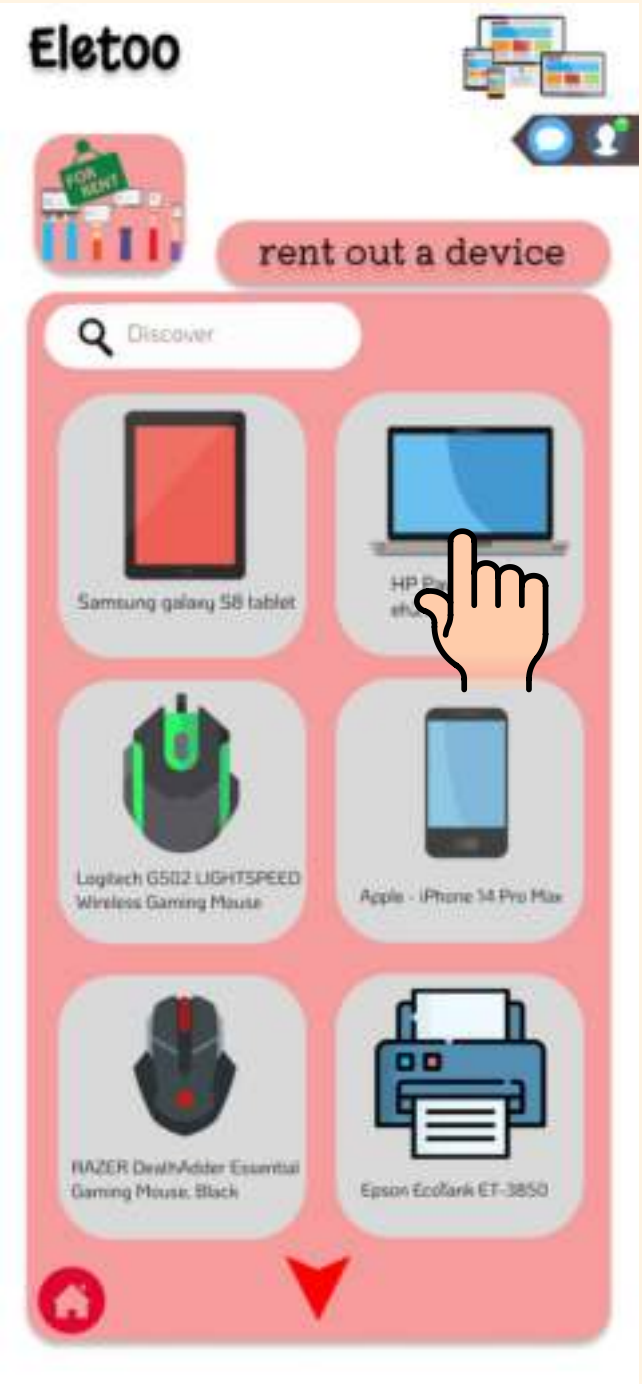 Eletoo
FOR
RENT
rent out a device
Discover
Samsung galaxy S8 tablet
HP
Logitech G502 LIGHTSPEED
Wireless Gaming Mouse
Apple - iPhone 14 Pro Max
RAZER DeathAdder Essential
Gaming Mouse, Black
Epson EcoTank ET-3850